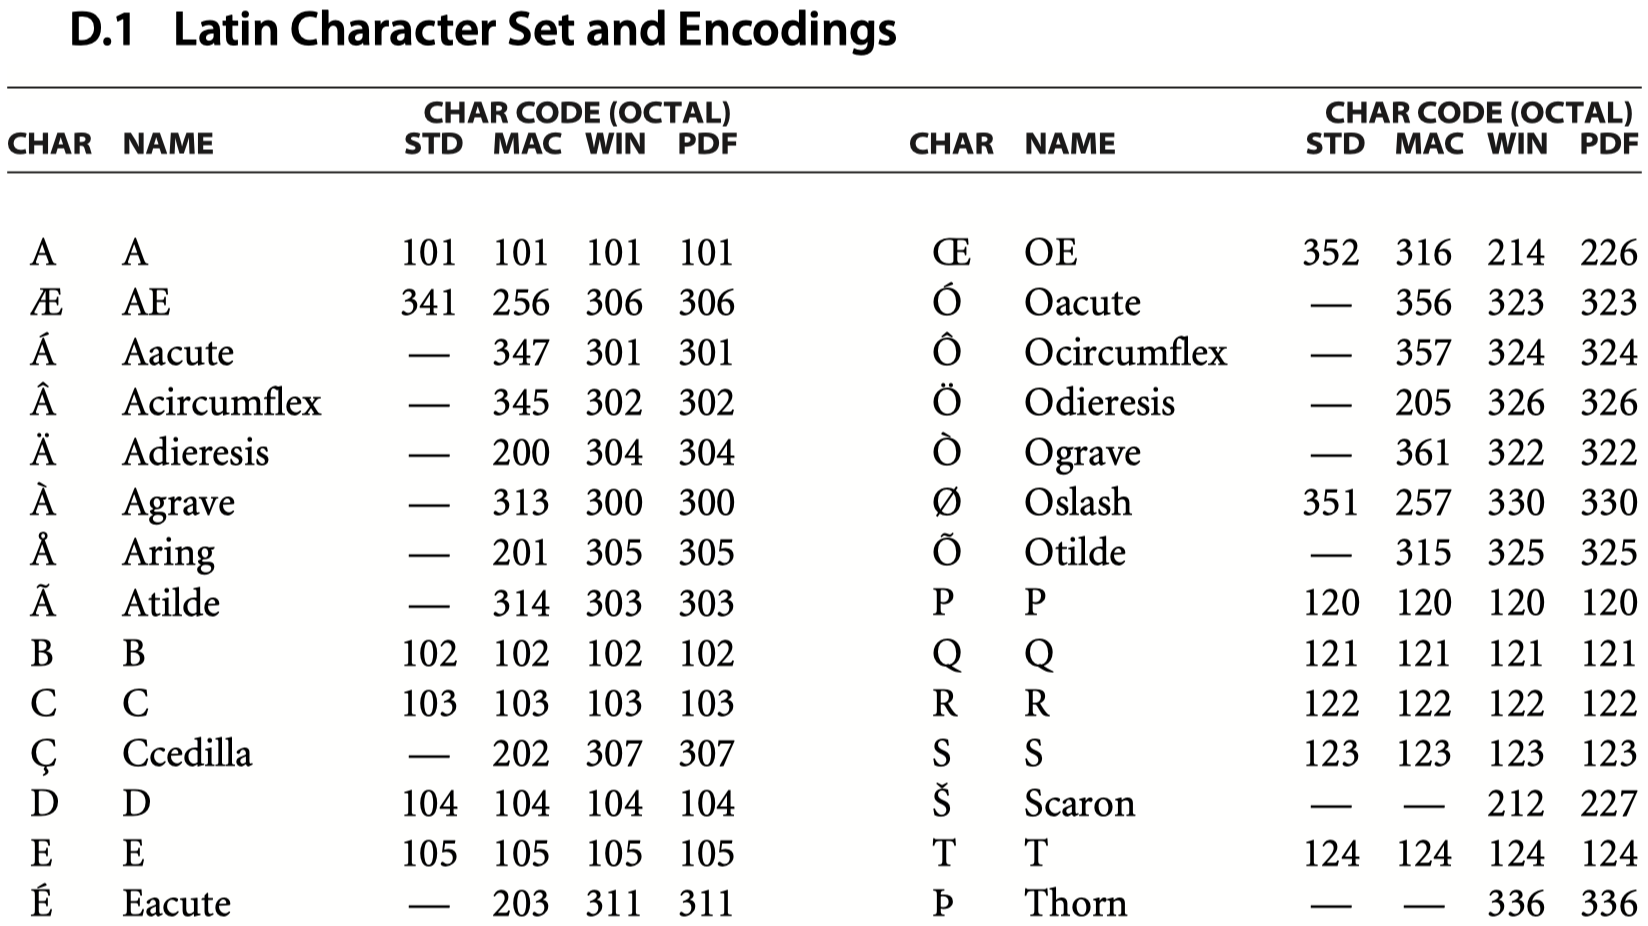 D.1 Latin Character Set and Encodings
CHAR CODE (OCTAL) CHAR CODE (OCTAL)
CHAR NAME STD MAC WIN PDF CHAR NAME STD MAC WIN PDF
A A 101 101 101 101 Œ OE 352 316 214 226
Æ AE 341 256 306 306 Ó Oacute — 356 323 323
Á Aacute — 347 301 301 Ô Ocircumflex — 357 324 324
Â Acircumflex — 345 302 302 Ö Odieresis — 205 326 326
Ä Adieresis — 200 304 304 Ò Ograve — 361 322 322
À Agrave — 313 300 300 Ø Oslash 351 257 330 330
Å Aring — 201 305 305 Õ Otilde — 315 325 325
Ã Atilde — 314 303 303 P P 120 120 120 120
B B 102 102 102 102 Q Q 121 121 121 121
C C 103 103 103 103 R R 122 122 122 122
Ç Ccedilla — 202 307 307 S S 123 123 123 123
D D 104 104 104 104 Š Scaron — — 212 227
E E 105 105 105 105 T T 124 124 124 124
É Eacute — 203 311 311 Þ Thorn — — 336 336